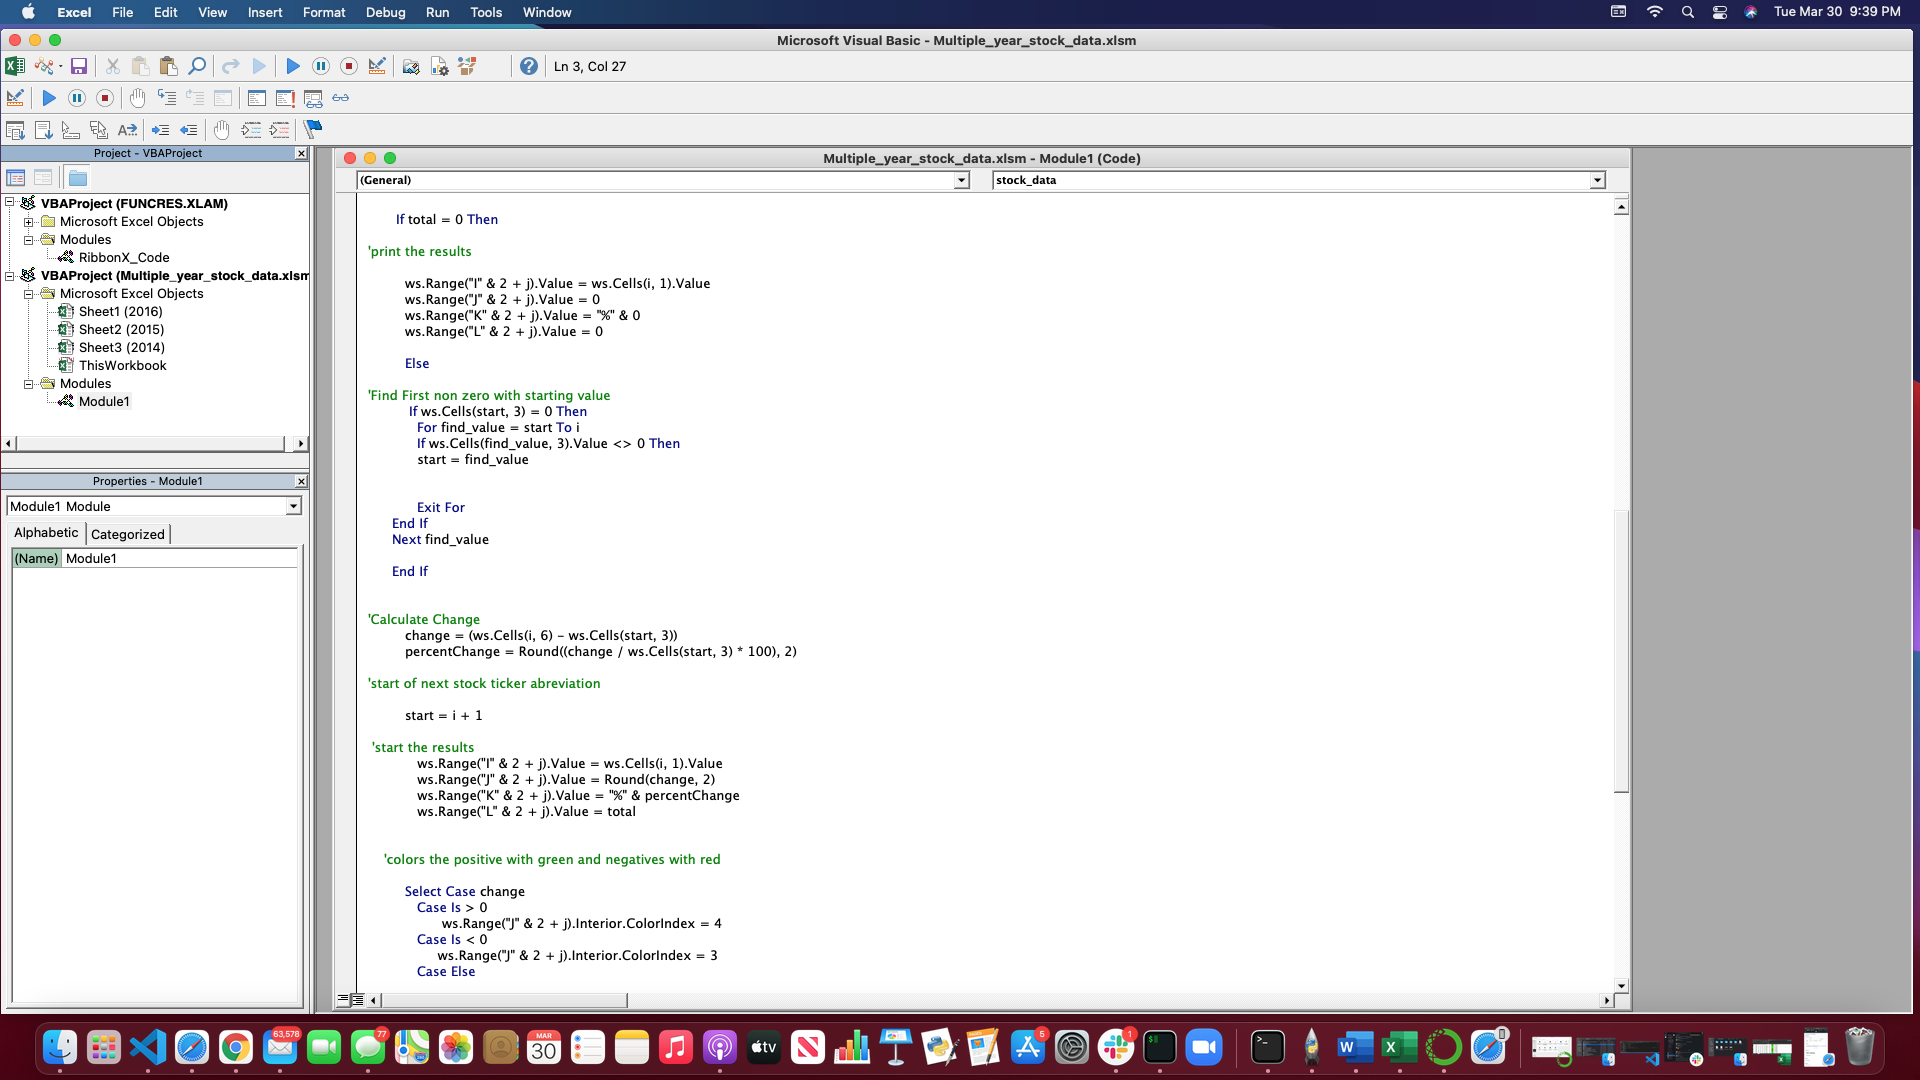 Excel File Edit View Insert Format Debug Run Tools Window Tue Mar 30 9:39 PM
Microsoft Visual Basic - Multiple_year_stock_data.xlsm
Ln 3, Col 27
Project - VBAProject
VBAProject (FUNCRES.XLAM)
Microsoft Excel Objects
Modules
RibbonX_Code
VBAProject (Multiple_year_stock_data.xlsm
Microsoft Excel Objects
Sheet1 (2016)
Sheet2 (2015)
Sheet3 (2014)
ThisWorkbook
Modules
Module1
Properties - Module1
Module1 Module
Alphabetic Categorized
(Name) Module1
Multiple_year_stock_data.xlsm - Module1 (Code)
(General) stock_data
If total = 0 Then
'print the results
ws.Range("I" & 2 + j).Value = ws.Cells(i, 1).Value
ws.Range("J" & 2 + j).Value = 0
ws.Range("K" & 2 + j).Value = "%" & 0
ws.Range("L" & 2 + j).Value = 0
Else
'Find First non zero with starting value
If ws.Cells(start, 3) = 0 Then
For find_value = start To i
If ws.Cells(find_value, 3).Value <> 0 Then
start = find_value
Exit For
End If
Next find_value
End If
'Calculate Change
change = (ws.Cells(i, 6) - ws.Cells(start, 3))
percentChange = Round((change / ws.Cells(start, 3) * 100), 2)
'start of next stock ticker abreviation
start = i + 1
'start the results
ws.Range("I" & 2 + j).Value = ws.Cells(i, 1).Value
ws.Range("J" & 2 + j).Value = Round(change, 2)
ws.Range("K" & 2 + j).Value = "%" & percentChange
ws.Range("L" & 2 + j).Value = total
'colors the positive with green and negatives with red
Select Case change
Case Is > 0
ws.Range("J" & 2 + j).Interior.ColorIndex = 4
Case Is < 0
ws.Range("J" & 2 + j).Interior.ColorIndex = 3
Case Else
63,578
77
MAR
30
tv
5
1